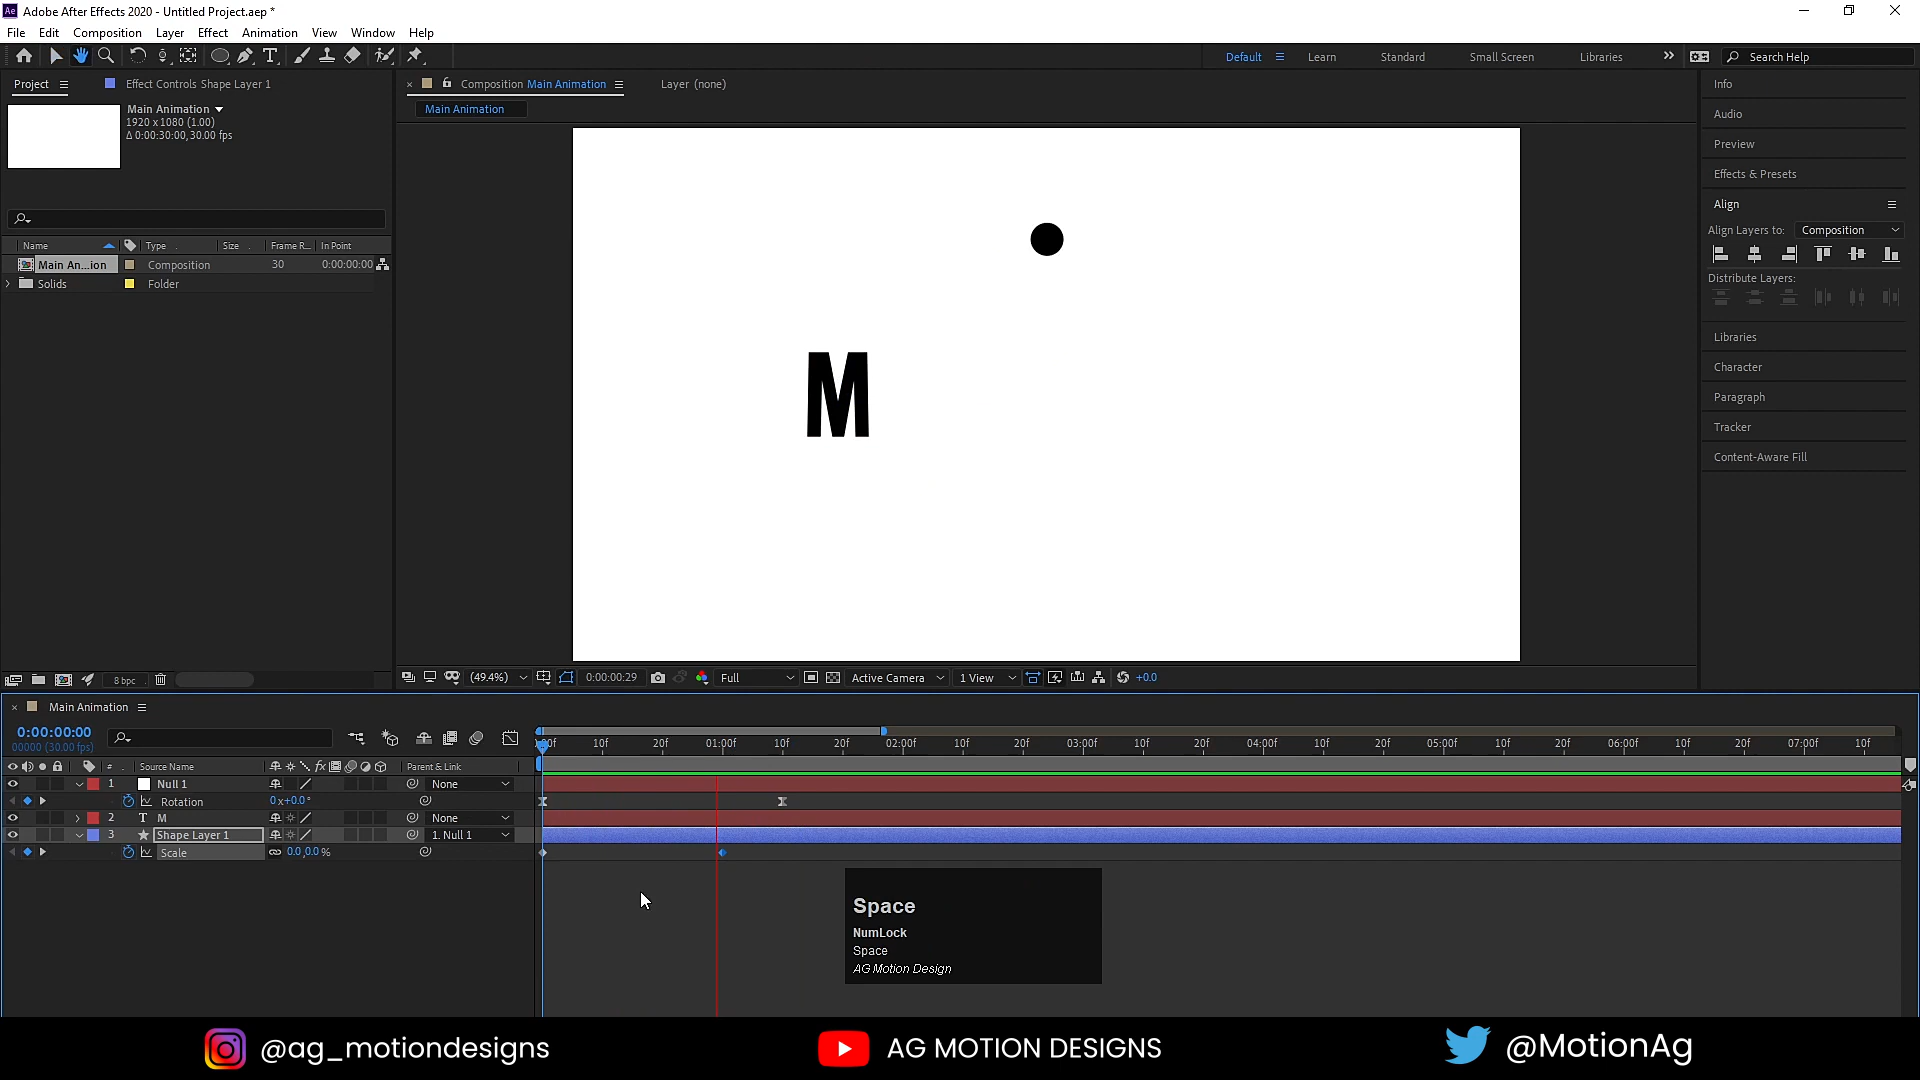 Ae Adobe After Effects 2020 - Untitled Project.aep *
File Edit Composition Layer Effect Animation View Window Help
Default Learn Standard Small Screen Libraries Search Help
Project Effect Controls Shape Layer 1
Main Animation
1920 x 1080 (1.00)
Δ 0:00:30:00, 30.00 fps
Name Type Size Frame R... In Point
Main An...ion Composition 30 0:00:00:00
Solids Folder
8 bpc
Composition Main Animation Layer (none)
Main Animation
M
(49.4%) 0:00:00:29 Full Active Camera 1 View +0.0
Info
Audio
Preview
Effects & Presets
Align
Align Layers to: Composition
Distribute Layers:
Libraries
Character
Paragraph
Tracker
Content-Aware Fill
Main Animation
0:00:00:00
00000 (30.00 fps)
10f 20f 01:00f 10f 20f 02:00f 10f 20f 03:00f 10f 20f 04:00f 10f 20f 05:00f 10f 20f 06:00f 10f 20f 07:00f 10f
# Source Name fx Parent & Link
1 Null 1 None
Rotation 0x+0.0°
2 T M None
3 Shape Layer 1 1. Null 1
Scale 0.0,0.0 %
Space
NumLock
Space
AG Motion Design
@ag_motiondesigns AG MOTION DESIGNS @MotionAg